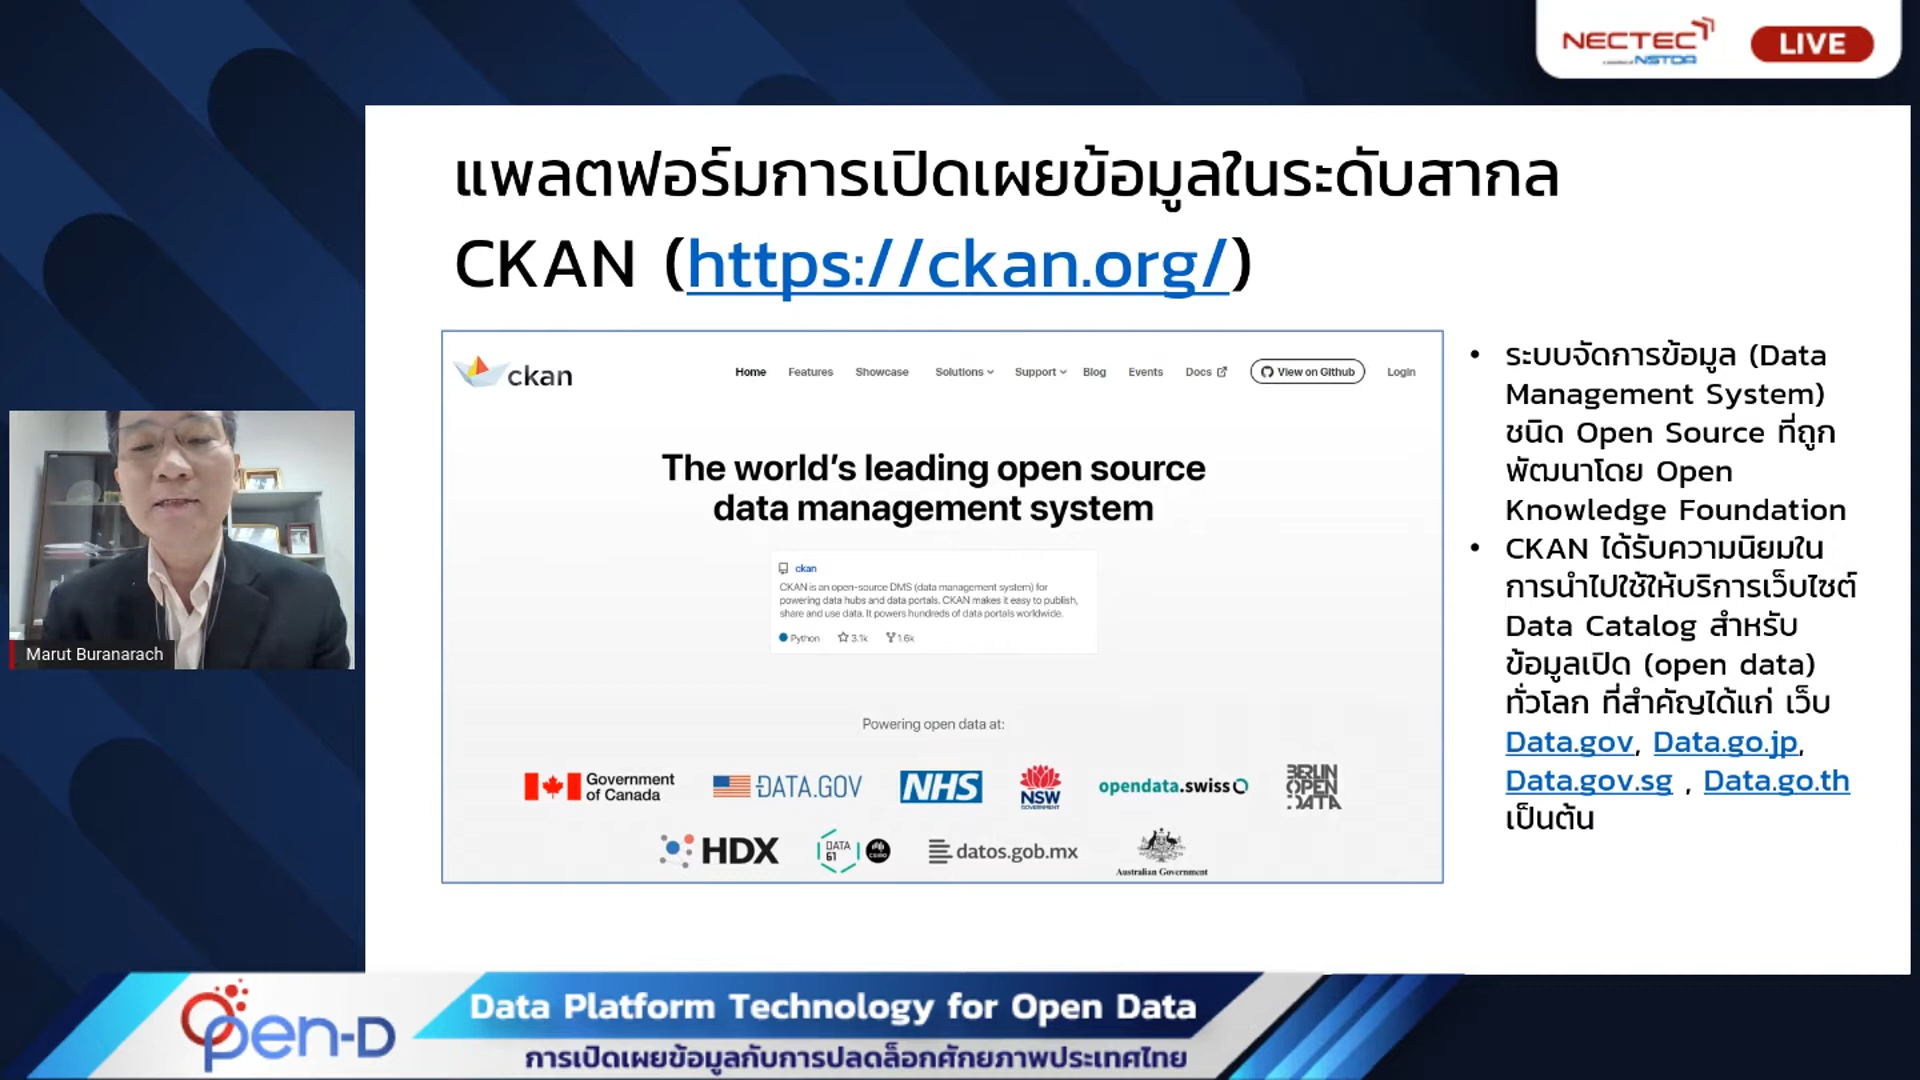 NECTEC
NSTDA
LIVE
แพลตฟอร์มการเปิดเผยข้อมูลในระดับสากล
CKAN (https://ckan.org/)
ckan
Home Features Showcase Solutions Support Blog Events Docs View on Github Login
The world's leading open source
data management system
ckan
CKAN is an open-source DMS (data management system) for
powering data hubs and data portals. CKAN makes it easy to publish,
share and use data. It powers hundreds of data portals worldwide.
Python 3.1k 1.6k
Powering open data at:
Government
of Canada
DATA.GOV
NHS
NSW
GOVERNMENT
opendata.swiss
BERLIN
OPEN
DATA
HDX
DATA
61
CSIRO
datos.gob.mx
Australian Government
• ระบบจัดการข้อมูล (Data
Management System)
ชนิด Open Source ที่ถูก
พัฒนาโดย Open
Knowledge Foundation
• CKAN ได้รับความนิยมใน
การนำไปใช้ให้บริการเว็บไซต์
Data Catalog สำหรับ
ข้อมูลเปิด (open data)
ทั่วโลก ที่สำคัญได้แก่ เว็บ
Data.gov, Data.go.jp,
Data.gov.sg , Data.go.th
เป็นต้น
Marut Buranarach
Open-D
Data Platform Technology for Open Data
การเปิดเผยข้อมูลกับการปลดล็อกศักยภาพประเทศไทย